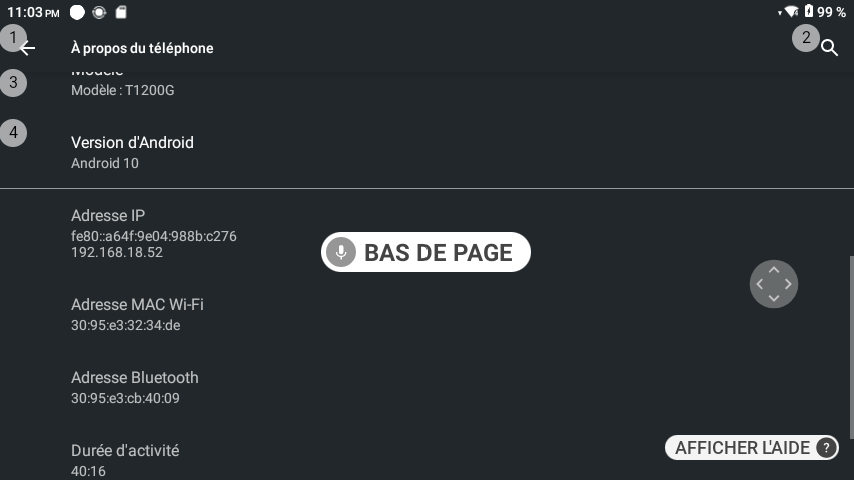 11:03 PM 99 %
1 À propos du téléphone 2
3 Modèle
Modèle : T1200G
4 Version d'Android
Android 10
Adresse IP
fe80::a64f:9e04:988b:c276
192.168.18.52
BAS DE PAGE
Adresse MAC Wi-Fi
30:95:e3:32:34:de
Adresse Bluetooth
30:95:e3:cb:40:09
Durée d'activité
40:16
AFFICHER L'AIDE ?